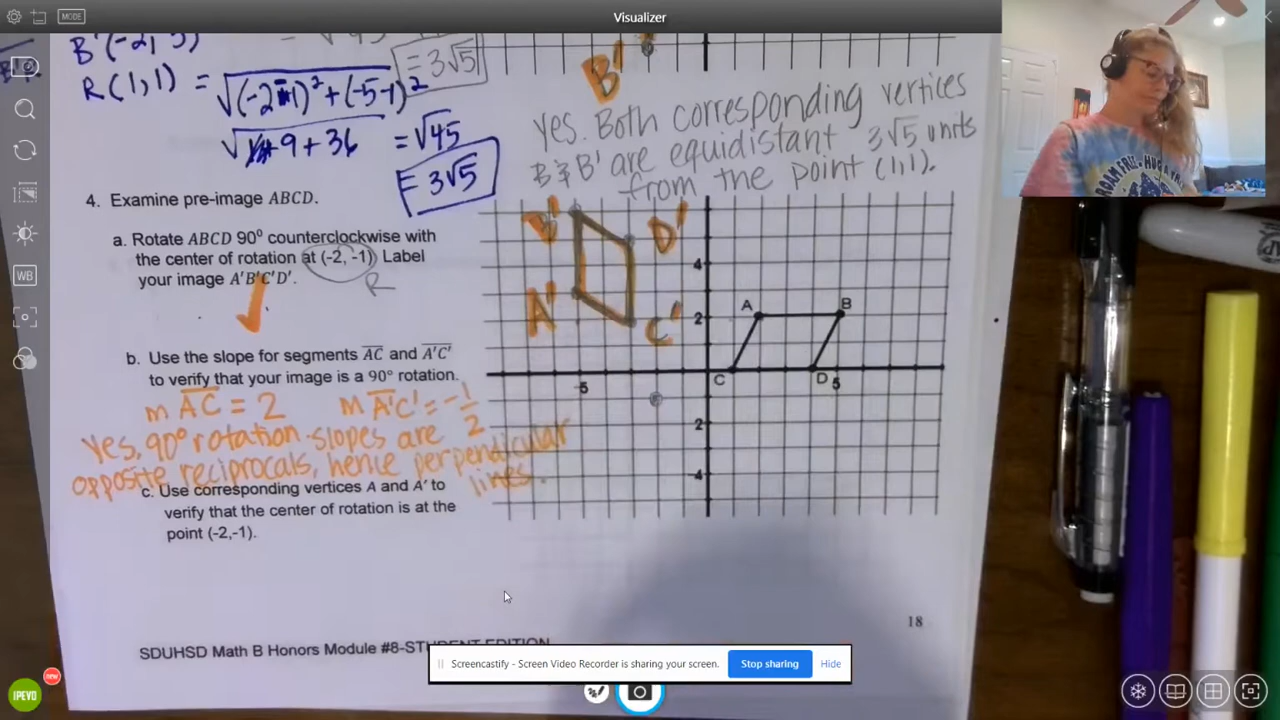 Visualizer
MODE
B'(-2,-5)
= 3√5
R(1,1) = √(-2-1)² + (-5-1)²
√9 + 36 = √45
= 3√5
B'
Yes. Both corresponding vertices
B & B' are equidistant 3√5 units
from the point (1,1).
4. Examine pre-image ABCD.
a. Rotate ABCD 90° counterclockwise with
the center of rotation at (-2, -1) Label
your image A'B'C'D'.
R
b. Use the slope for segments AC and A'C'
to verify that your image is a 90° rotation.
m AC = 2 m A'C' = -1/2
Yes, 90° rotation - slopes are
opposite reciprocals, hence perpendicular
lines.
c. Use corresponding vertices A and A' to
verify that the center of rotation is at the
point (-2,-1).
B' D'
A' C'
4
A B
2
C D
5 5
2
4
18
SDUHSD Math B Honors Module #8-STUDENT EDITION
Screencastify - Screen Video Recorder is sharing your screen.
Stop sharing
Hide
WB
new
IPEVO